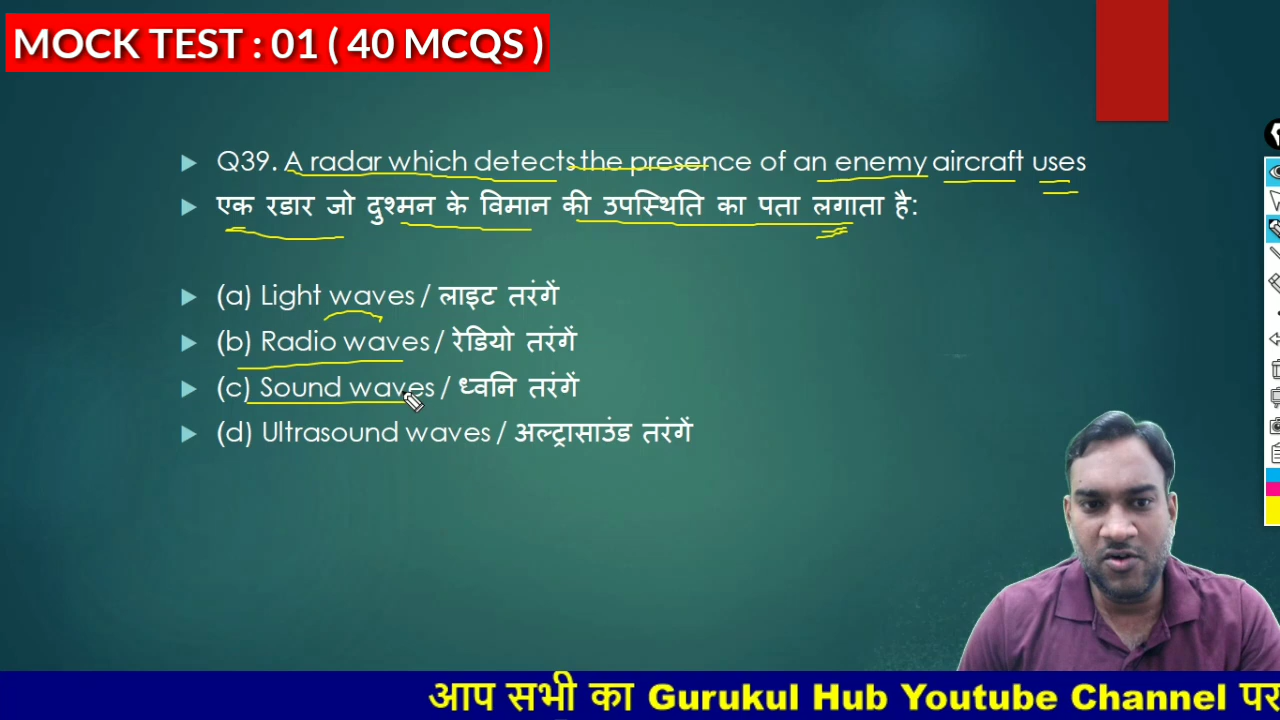 MOCK TEST : 01 ( 40 MCQS )
Q39. A radar which detects the presence of an enemy aircraft uses
एक रडार जो दुश्मन के विमान की उपस्थिति का पता लगाता है:
(a) Light waves / लाइट तरंगें
(b) Radio waves / रेडियो तरंगें
(c) Sound waves / ध्वनि तरंगें
(d) Ultrasound waves / अल्ट्रासाउंड तरंगें
आप सभी का Gurukul Hub Youtube Channel पर